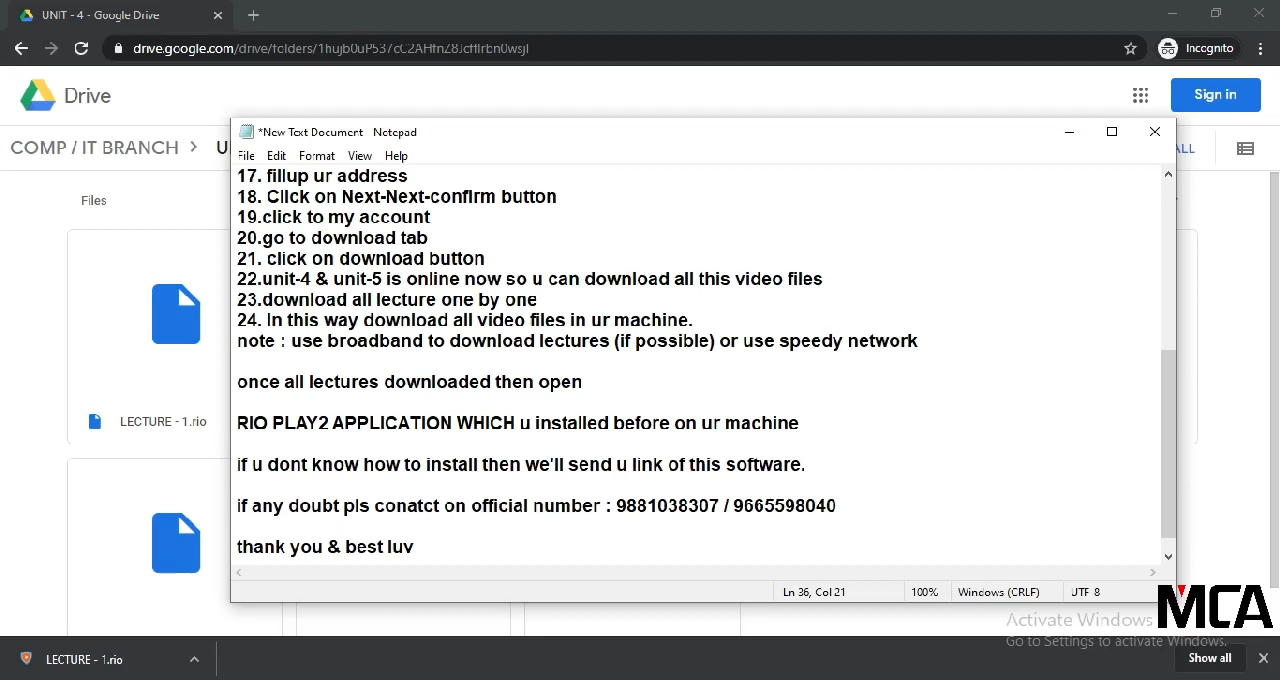 UNIT - 4 - Google Drive
drive.google.com/drive/folders/
Incognito
Drive
Sign in
COMP / IT BRANCH > U
ALL
*New Text Document - Notepad
File Edit Format View Help
Files
17. fillup ur address
18. Click on Next-Next-confirm button
19.click to my account
20.go to download tab
21. click on download button
22.unit-4 & unit-5 is online now so u can download all this video files
23.download all lecture one by one
24. In this way download all video files in ur machine.
note : use broadband to download lectures (if possible) or use speedy network
once all lectures downloaded then open
LECTURE - 1.rio
RIO PLAY2 APPLICATION WHICH u installed before on ur machine
if u dont know how to install then we'll send u link of this software.
if any doubt pls conatct on official number : 9881038307 / 9665598040
thank you & best luv
Ln 36, Col 21 100% Windows (CRLF) UTF-8
MCA
Activate Windows
Go to Settings to activate Windows.
LECTURE - 1.rio
Show all